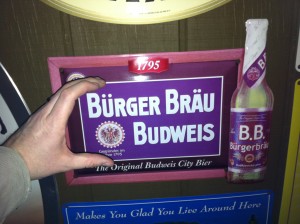 1795
BÜRGER BRÄU
BUDWEIS
The Original Budweis City Bier
B.B.
Bürgerbräu
Makes You Glad You Live Around Here